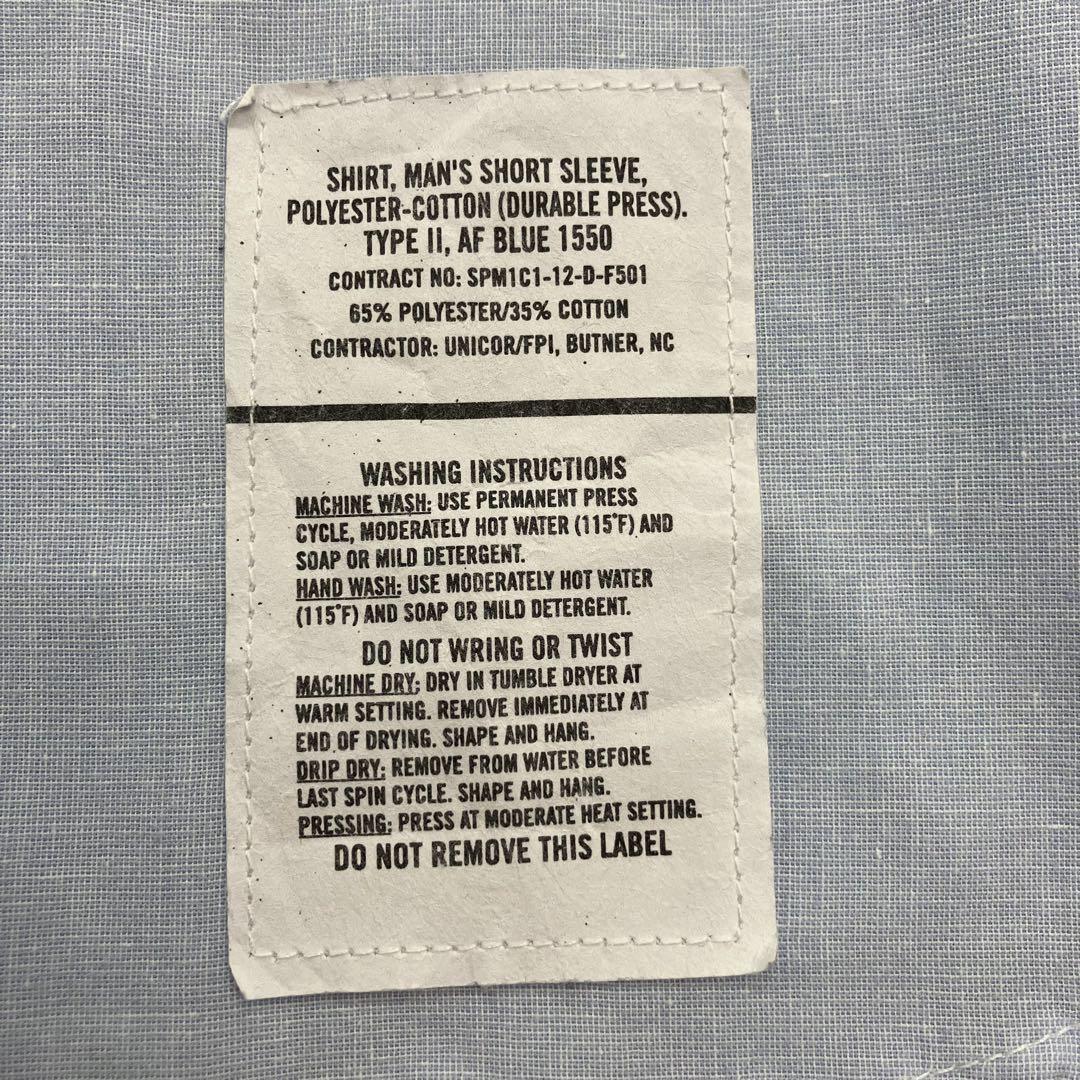 SHIRT, MAN'S SHORT SLEEVE,
POLYESTER-COTTON (DURABLE PRESS).
TYPE II, AF BLUE 1550
CONTRACT NO: SPM1C1-12-D-F501
65% POLYESTER/35% COTTON
CONTRACTOR: UNICOR/FPI, BUTNER, NC
WASHING INSTRUCTIONS
MACHINE WASH: USE PERMANENT PRESS
CYCLE, MODERATELY HOT WATER (115°F) AND
SOAP OR MILD DETERGENT.
HAND WASH: USE MODERATELY HOT WATER
(115°F) AND SOAP OR MILD DETERGENT.
DO NOT WRING OR TWIST
MACHINE DRY: DRY IN TUMBLE DRYER AT
WARM SETTING. REMOVE IMMEDIATELY AT
END OF DRYING. SHAPE AND HANG.
DRIP DRY: REMOVE FROM WATER BEFORE
LAST SPIN CYCLE. SHAPE AND HANG.
PRESSING: PRESS AT MODERATE HEAT SETTING.
DO NOT REMOVE THIS LABEL